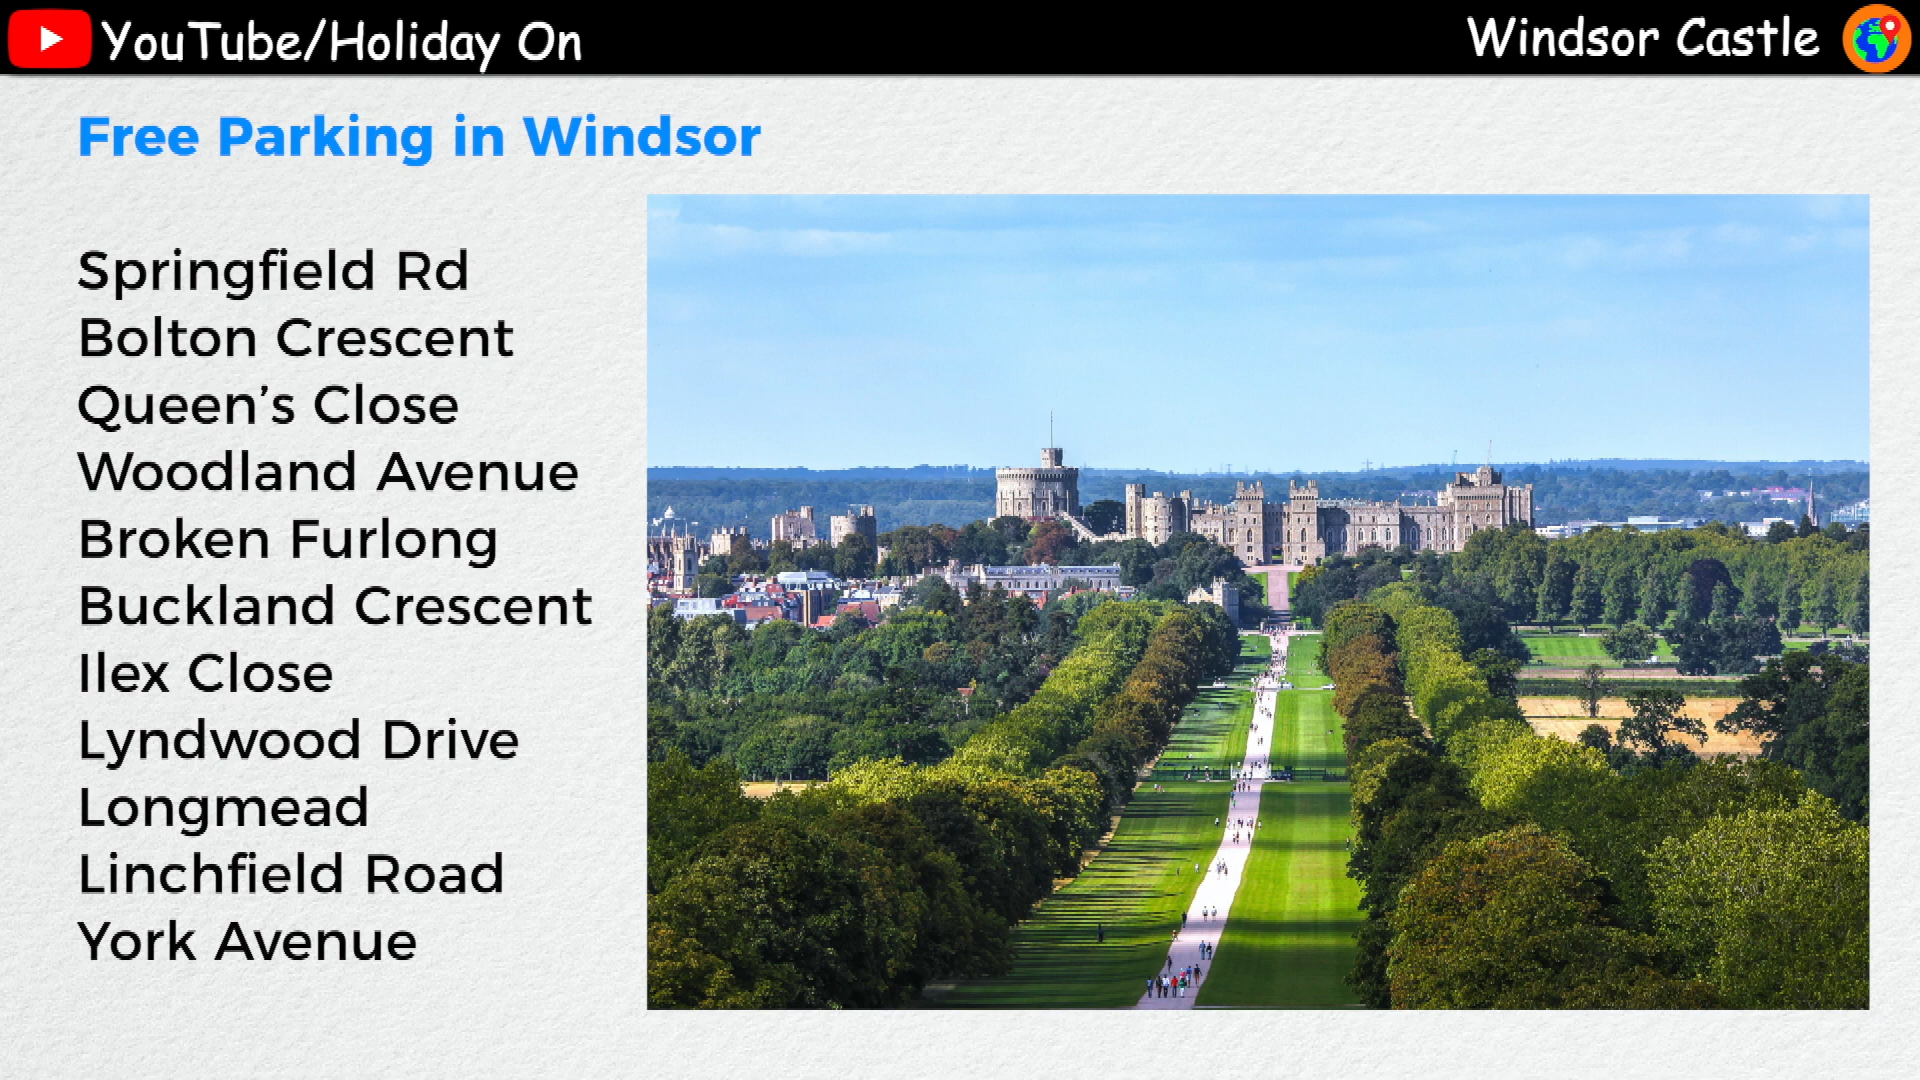 YouTube/Holiday On
Windsor Castle
Free Parking in Windsor
Springfield Rd
Bolton Crescent
Queen’s Close
Woodland Avenue
Broken Furlong
Buckland Crescent
Ilex Close
Lyndwood Drive
Longmead
Linchfield Road
York Avenue